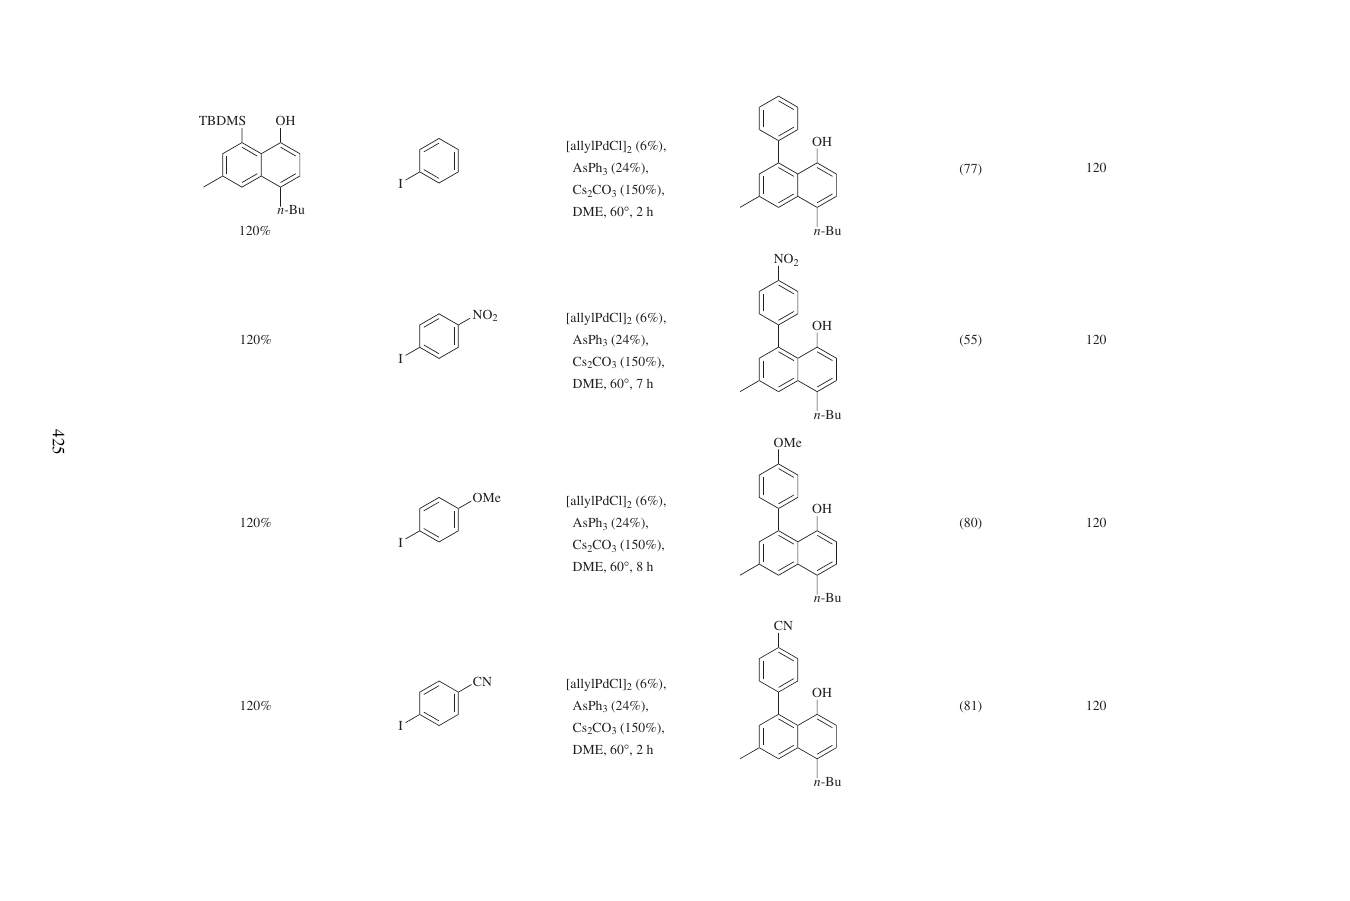 TBDMS OH
n-Bu
120%
I
[allylPdCl]2 (6%),
AsPh3 (24%),
Cs2CO3 (150%),
DME, 60°, 2 h
OH
n-Bu
(77)
120
120%
NO2
I
[allylPdCl]2 (6%),
AsPh3 (24%),
Cs2CO3 (150%),
DME, 60°, 7 h
NO2
OH
n-Bu
(55)
120
120%
OMe
I
[allylPdCl]2 (6%),
AsPh3 (24%),
Cs2CO3 (150%),
DME, 60°, 8 h
OMe
OH
n-Bu
(80)
120
120%
CN
I
[allylPdCl]2 (6%),
AsPh3 (24%),
Cs2CO3 (150%),
DME, 60°, 2 h
CN
OH
n-Bu
(81)
120
425